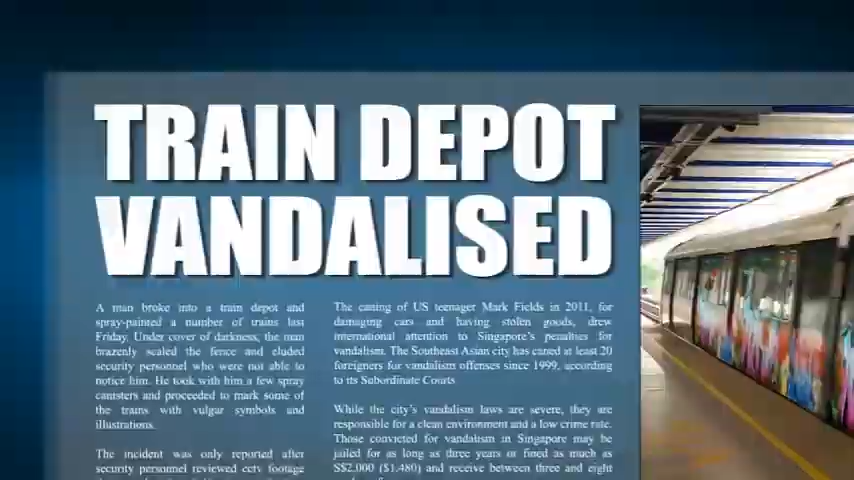 TRAIN DEPOT
VANDALISED
A man broke into a train depot and
spray-painted a number of trains last
Friday. Under cover of darkness, the man
brazenly scaled the fence and eluded
security personnel who were not able to
notice him. He took with him a few spray
canisters and proceeded to mark some of
the trains with vulgar symbols and
illustrations.
The incident was only reported after
security personnel reviewed cctv footage
The caning of US teenager Mark Fields in 2011, for
damaging cars and having stolen goods, drew
international attention to Singapore's penalties for
vandalism. The Southeast Asian city has caned at least 20
foreigners for vandalism offenses since 1999, according
to its Subordinate Courts
While the city's vandalism laws are severe, they are
responsible for a clean environment and a low crime rate.
Those convicted for vandalism in Singapore may be
jailed for as long as three years or fined as much as
S$2,000 ($1,480) and receive between three and eight